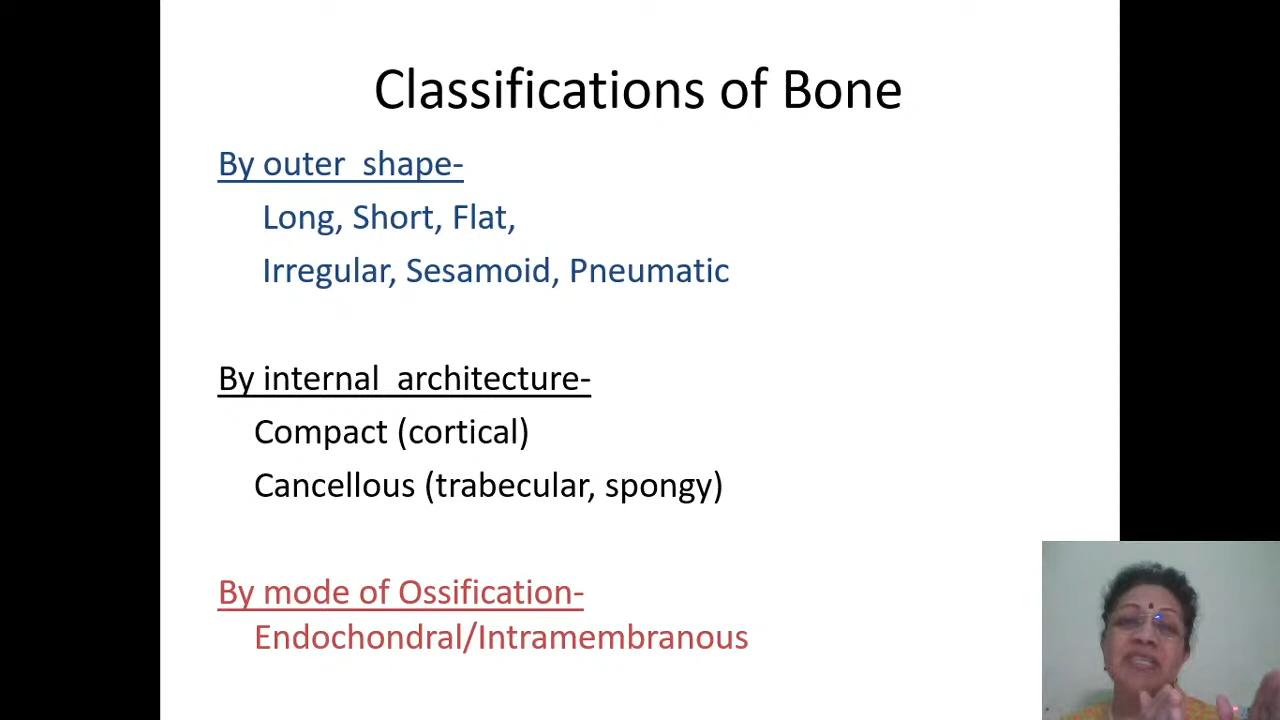 Classifications of Bone
By outer shape-
Long, Short, Flat,
Irregular, Sesamoid, Pneumatic
By internal architecture-
Compact (cortical)
Cancellous (trabecular, spongy)
By mode of Ossification-
Endochondral/Intramembranous